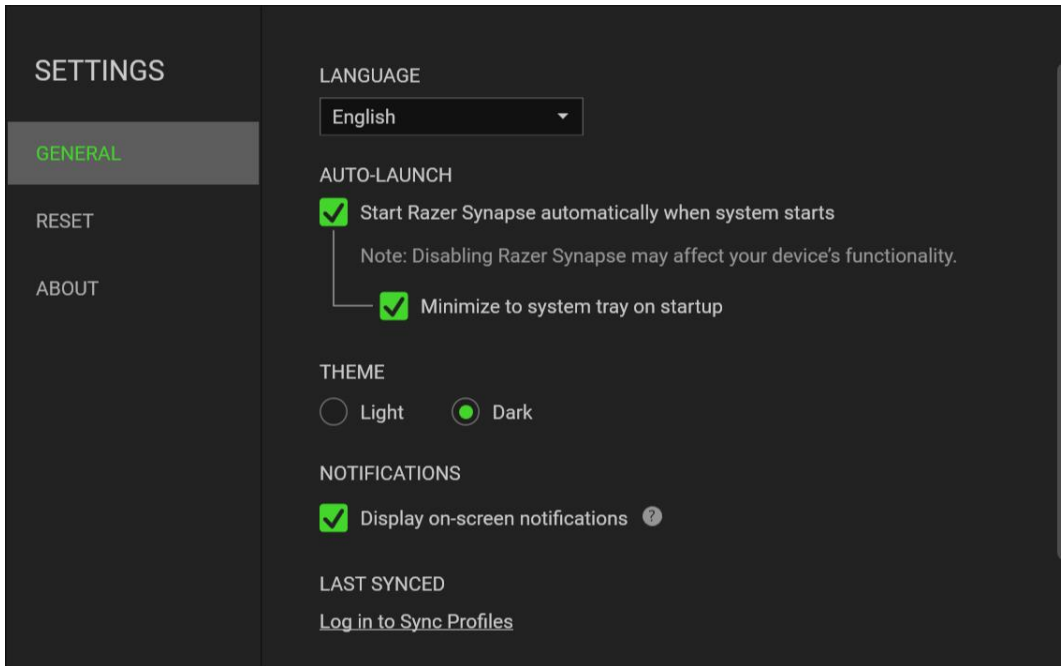 SETTINGS
GENERAL
RESET
ABOUT
LANGUAGE
English
AUTO-LAUNCH
Start Razer Synapse automatically when system starts
Note: Disabling Razer Synapse may affect your device’s functionality.
Minimize to system tray on startup
THEME
Light Dark
NOTIFICATIONS
Display on-screen notifications ?
LAST SYNCED
Log in to Sync Profiles